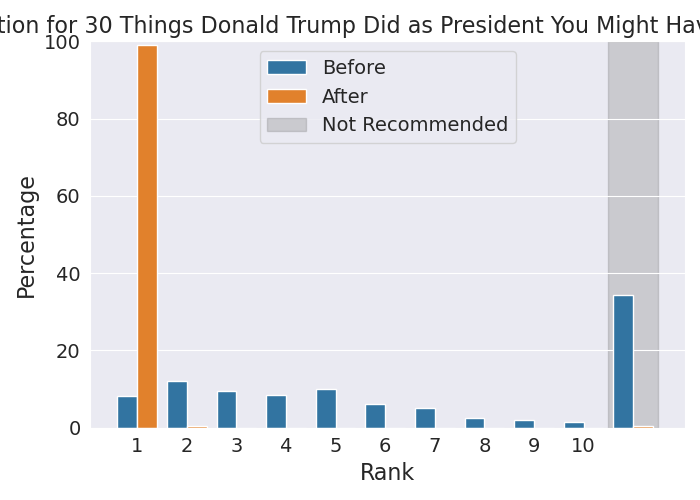 tion for 30 Things Donald Trump Did as President You Might Hav
100
80
60
40
20
0
Percentage
Before
After
Not Recommended
1 2 3 4 5 6 7 8 9 10
Rank